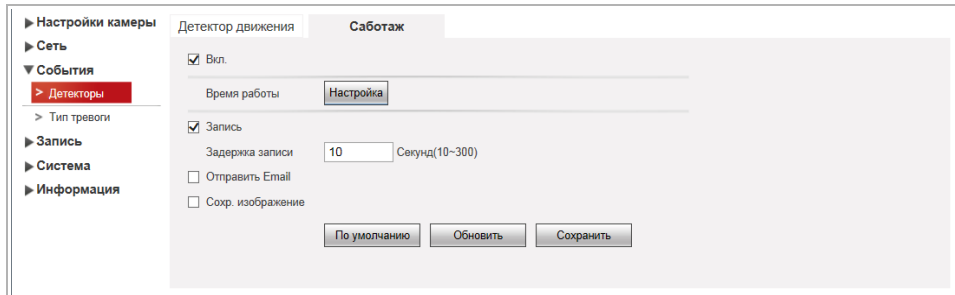 Настройки камеры
Сеть
События
> Детекторы
> Тип тревоги
Запись
Система
Информация
Детектор движения Саботаж
Вкл.
Время работы Настройка
Запись
Задержка записи 10 Секунд(10~300)
Отправить Email
Сохр. изображение
По умолчанию Обновить Сохранить